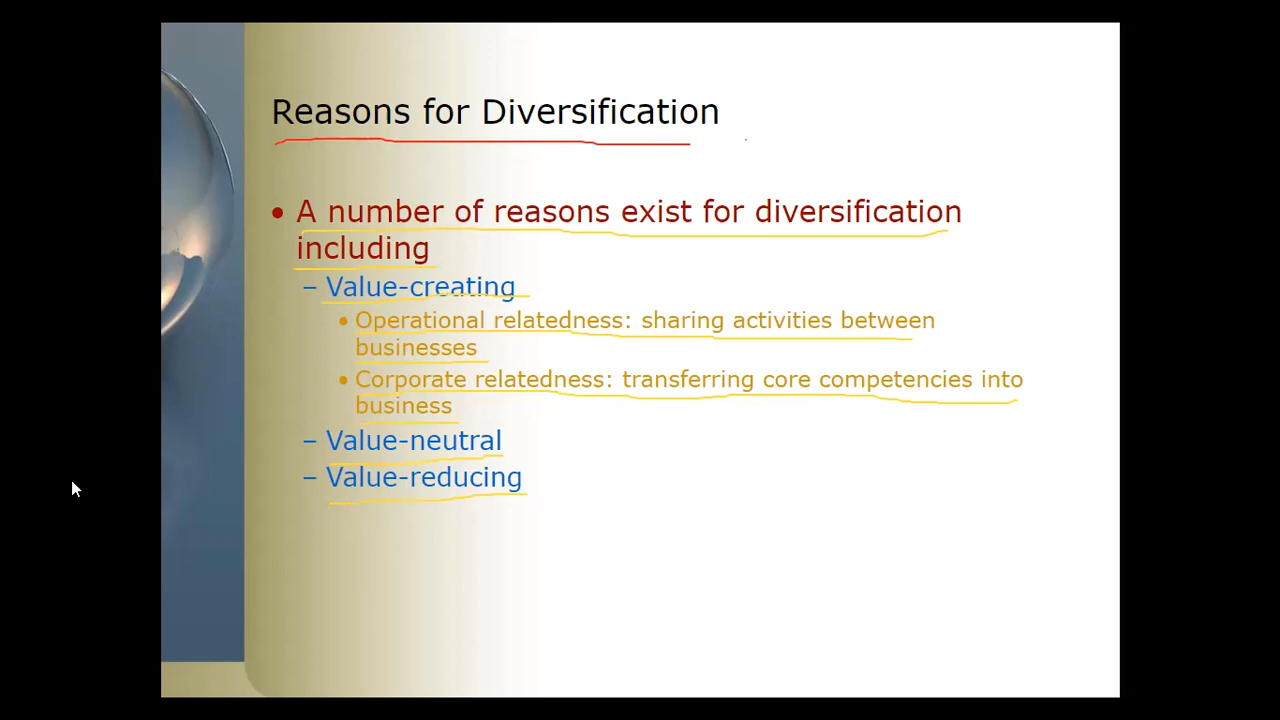 Reasons for Diversification
• A number of reasons exist for diversification
including
– Value-creating
• Operational relatedness: sharing activities between
businesses
• Corporate relatedness: transferring core competencies into
business
– Value-neutral
– Value-reducing